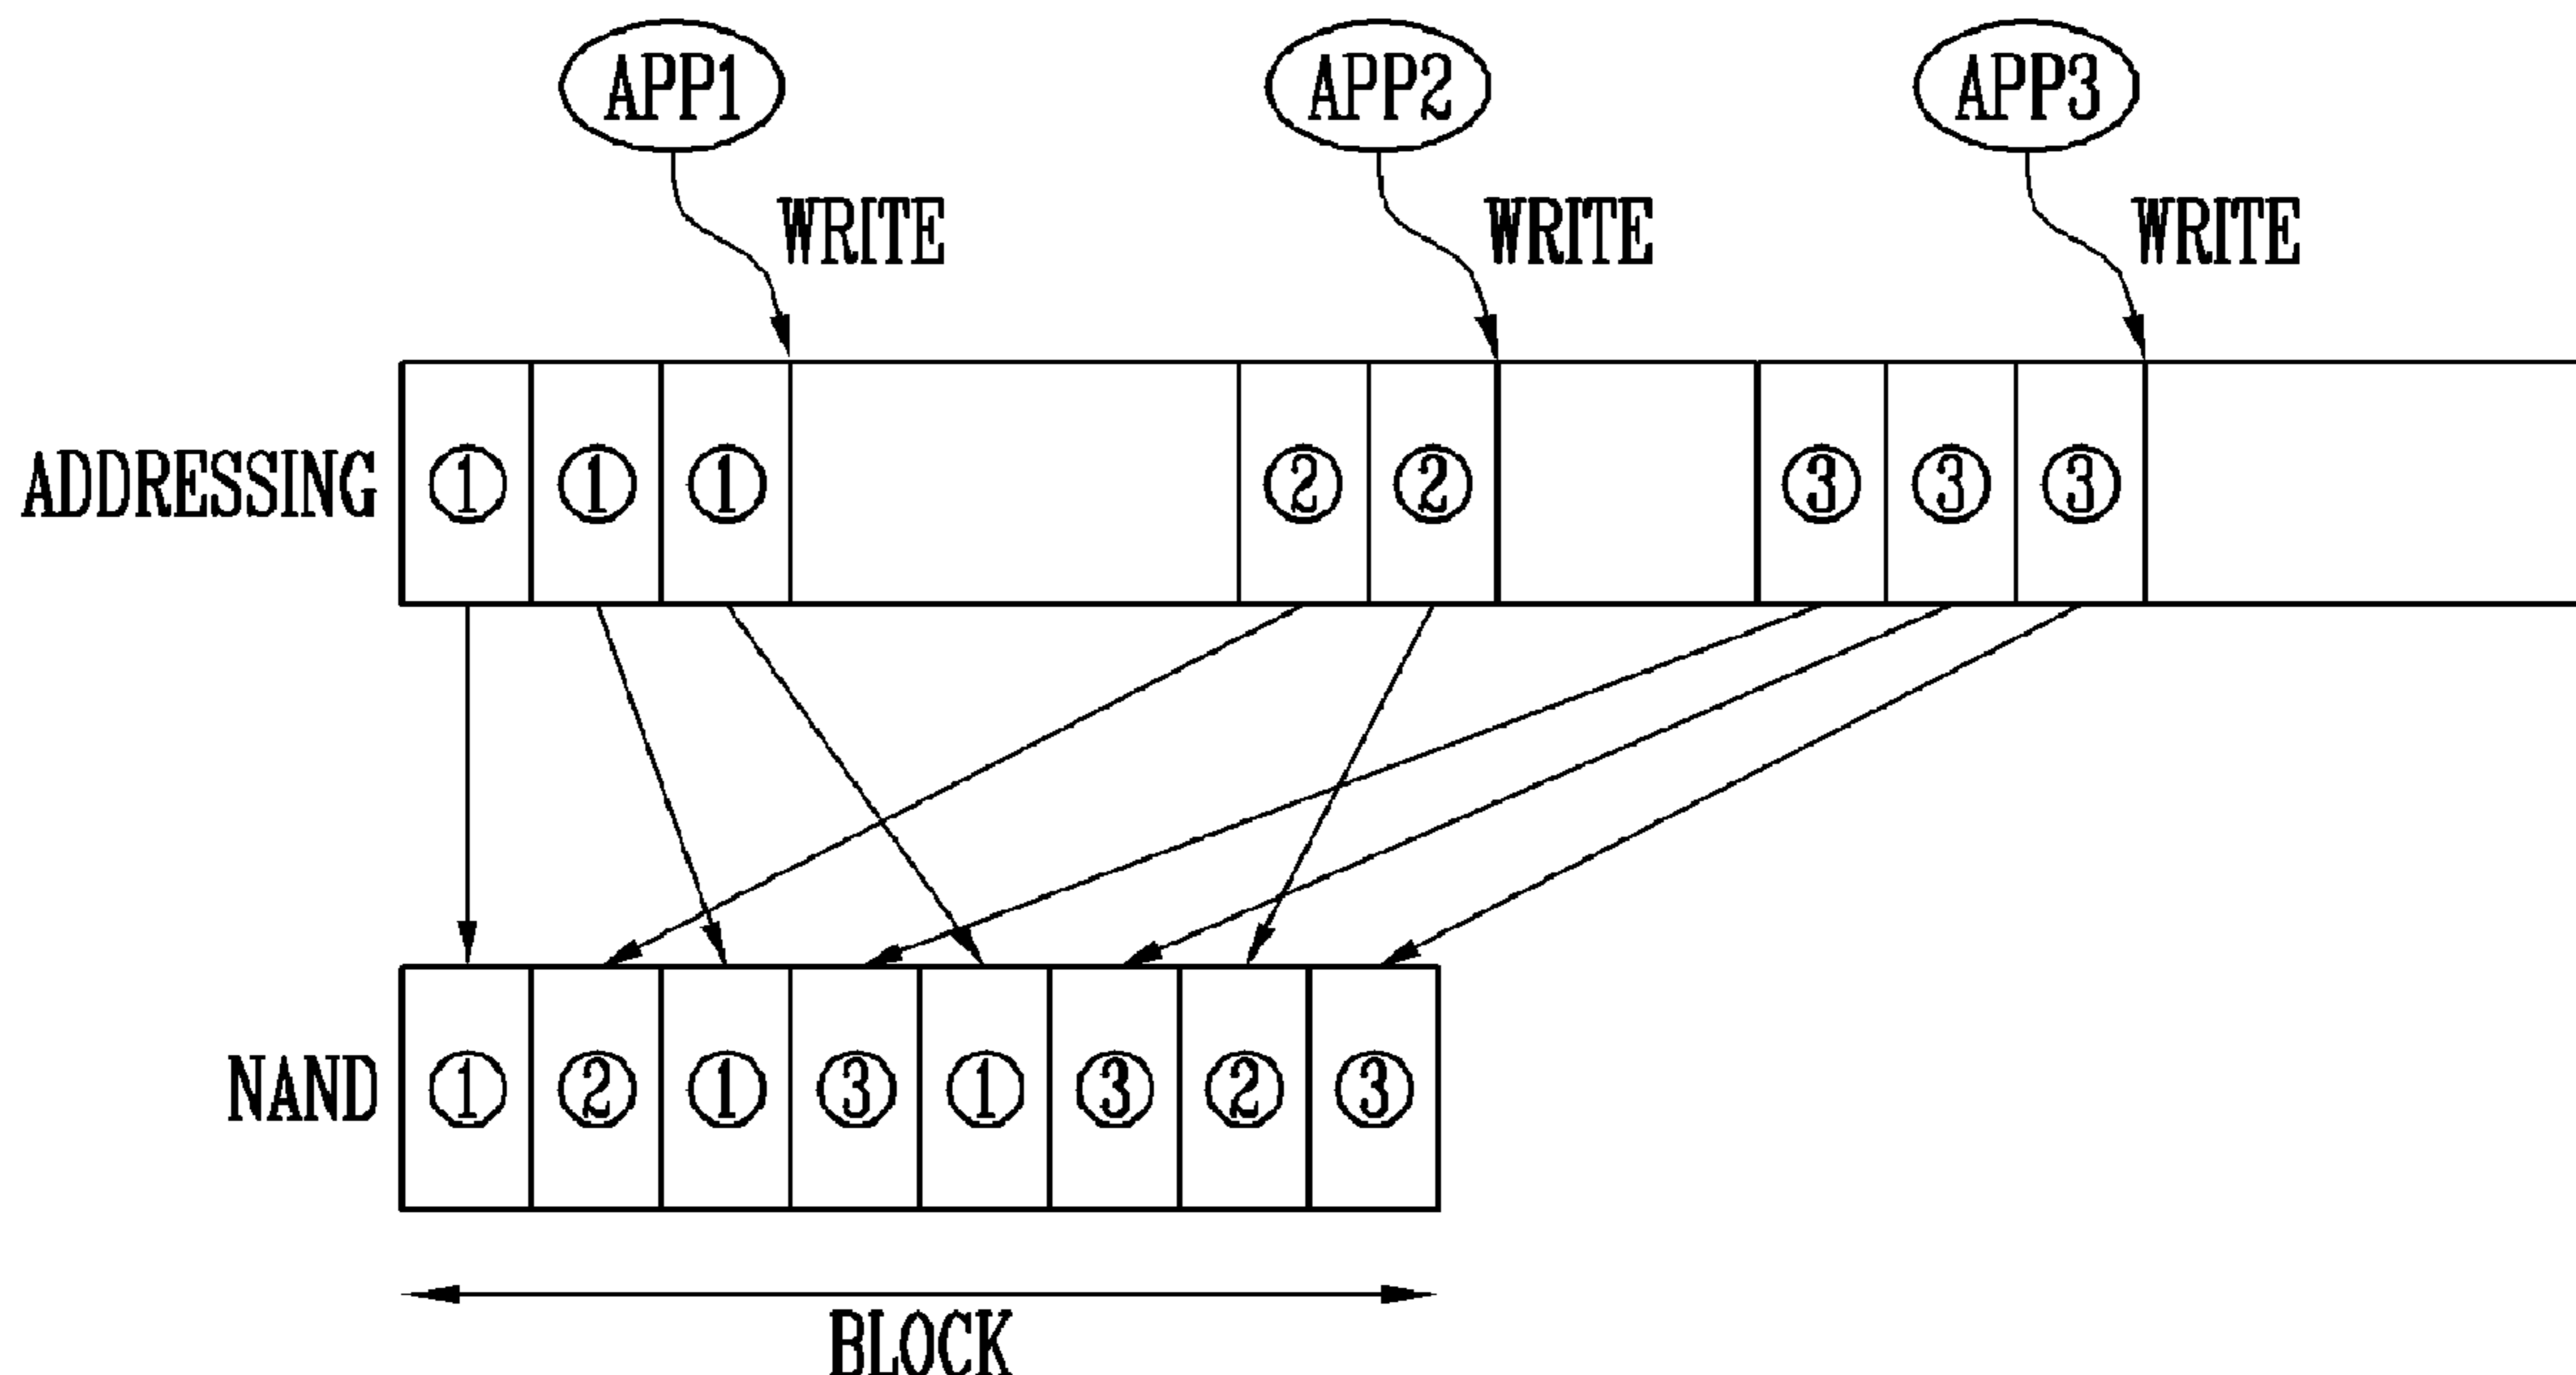 APP1 APP2 APP3
WRITE WRITE WRITE
ADDRESSING ① ① ① ② ② ③ ③ ③
NAND ① ② ① ③ ① ③ ② ③
BLOCK